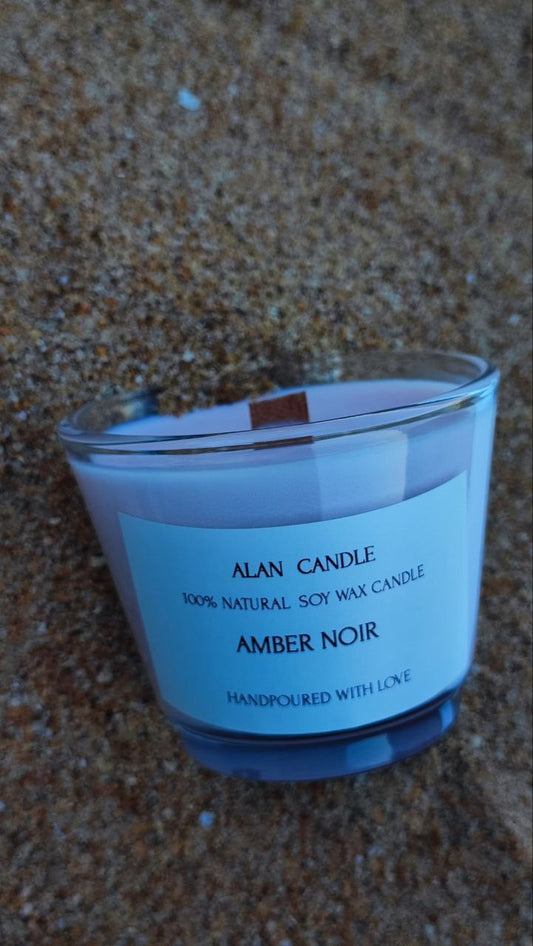 ALAN CANDLE
100% NATURAL SOY WAX CANDLE
AMBER NOIR
HANDPOURED WITH LOVE